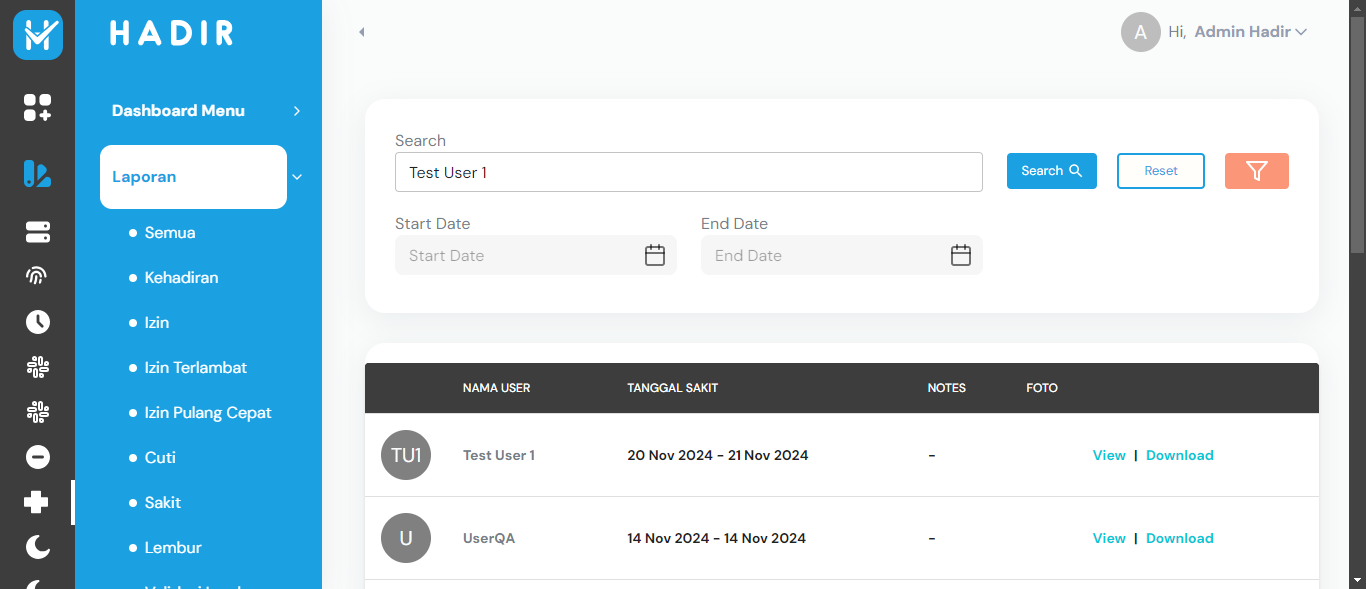 HADIR
A Hi, Admin Hadir
Dashboard Menu
Laporan
Semua
Kehadiran
Izin
Izin Terlambat
Izin Pulang Cepat
Cuti
Sakit
Lembur
Search
Test User 1
Search
Reset
Start Date
End Date
Start Date
End Date
NAMA USER TANGGAL SAKIT NOTES FOTO
TU1 Test User 1 20 Nov 2024 - 21 Nov 2024 - View | Download
U UserQA 14 Nov 2024 - 14 Nov 2024 - View | Download